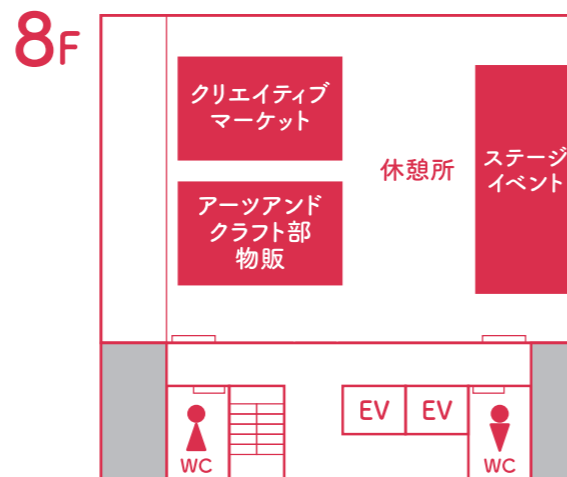 8F
クリエイティブ
マーケット
アーツアンド
クラフト部
物販
休憩所
ステージ
イベント
EV
EV
WC
WC